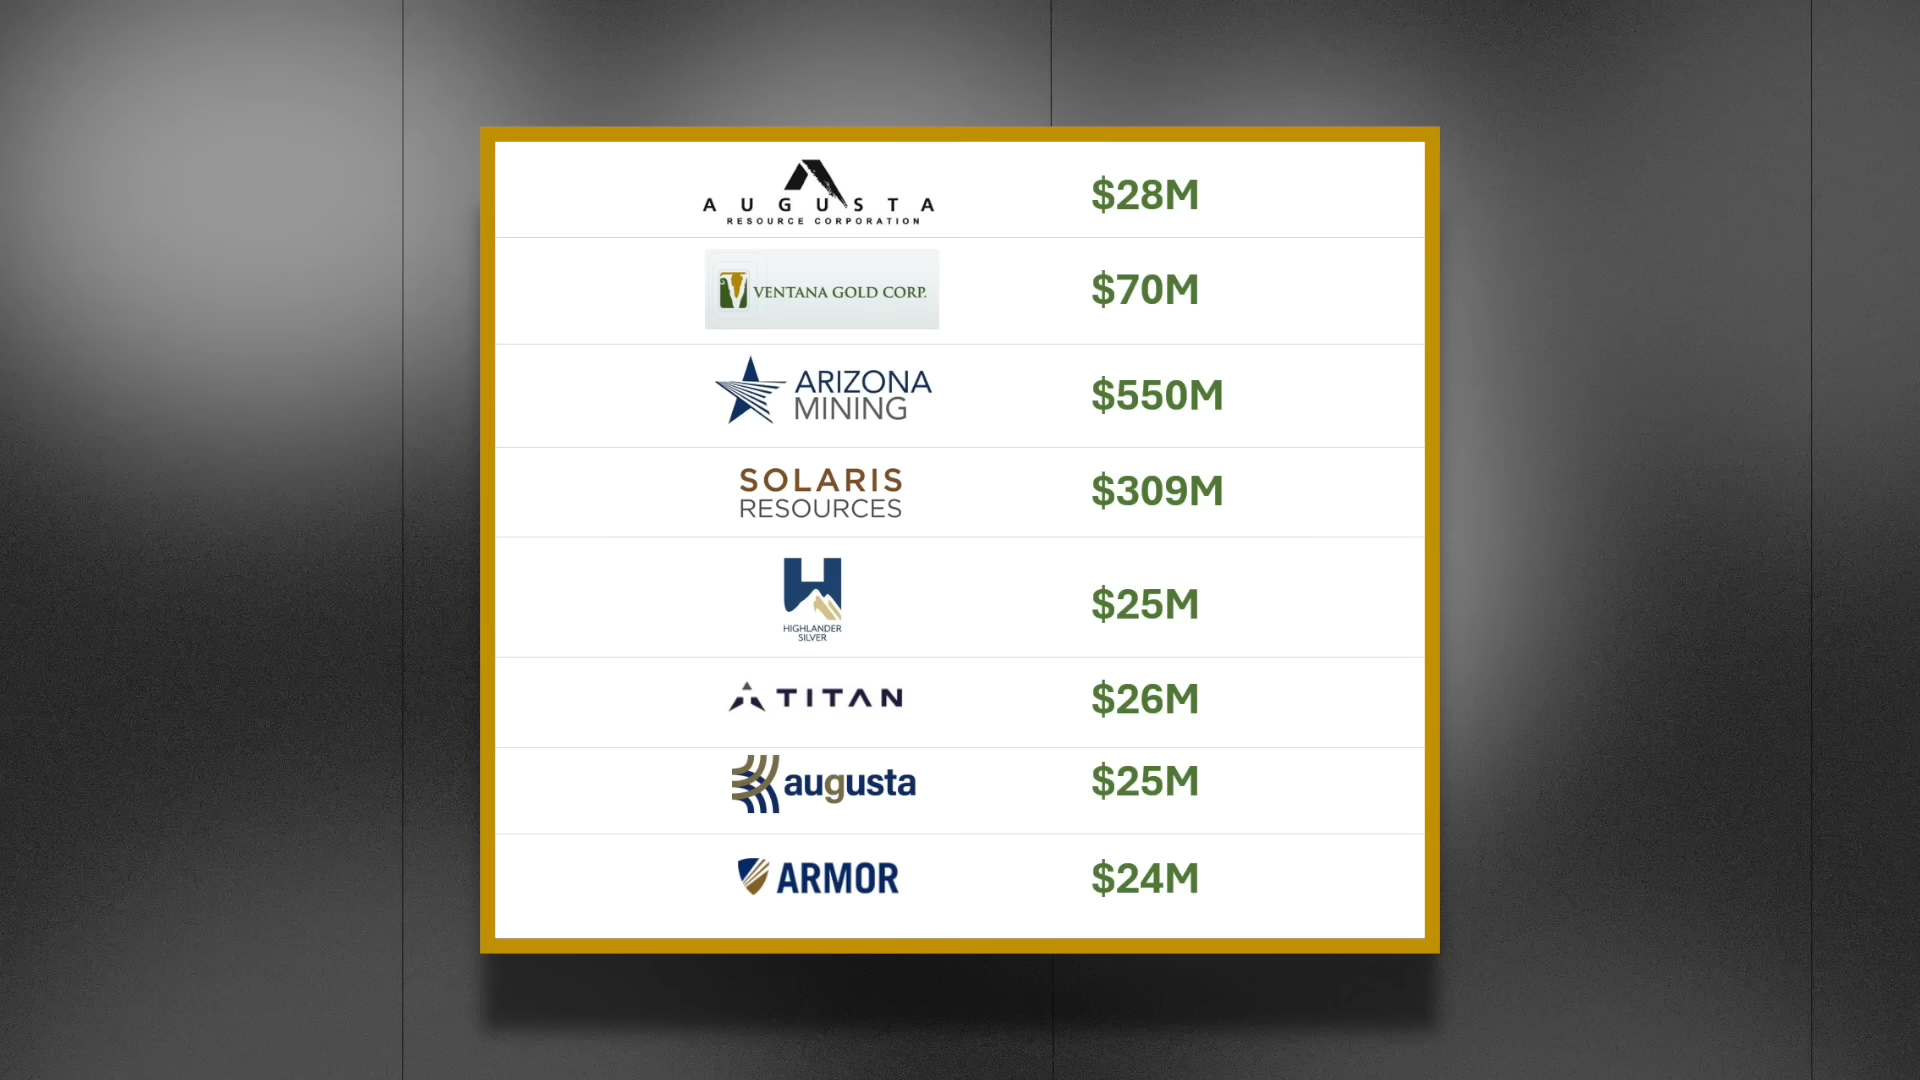 AUGUSTA
RESOURCE CORPORATION
$28M
VENTANA GOLD CORP.
$70M
ARIZONA
MINING
$550M
SOLARIS
RESOURCES
$309M
HIGHLANDER
SILVER
$25M
TITAN
$26M
augusta
$25M
ARMOR
$24M